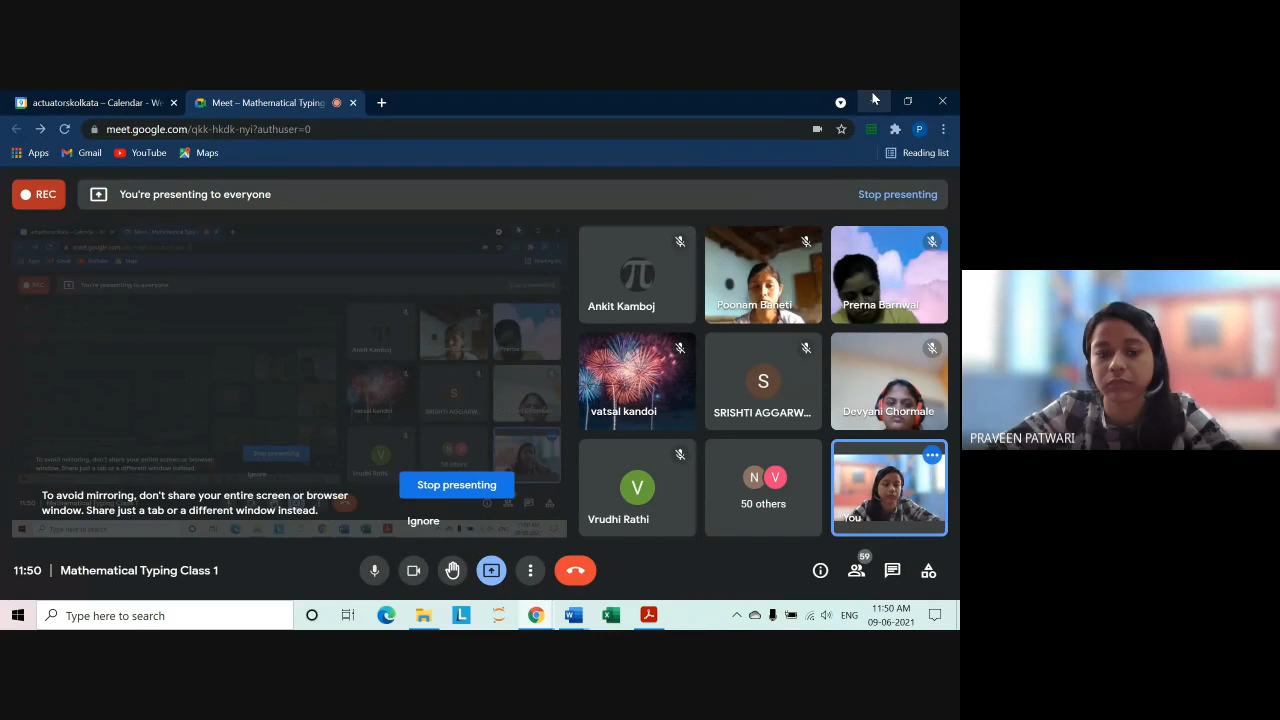 actuatorskolkata – Calendar - We
Meet – Mathematical Typing
meet.google.com/qkk-hkdk-nyi?authuser=0
P
Apps
Gmail
YouTube
Maps
Reading list
REC
You're presenting to everyone
Stop presenting
π
Ankit Kamboj
Poonam Baheti
Prerna Barnwal
vatsal kandoi
S
SRISHTI AGGARW...
Devyani Chormale
V
Vrudhi Rathi
N V
50 others
You
To avoid mirroring, don't share your entire screen or browser
window. Share just a tab or a different window instead.
Stop presenting
Ignore
11:50 | Mathematical Typing Class 1
59
Type here to search
ENG
11:50 AM
09-06-2021
PRAVEEN PATWARI